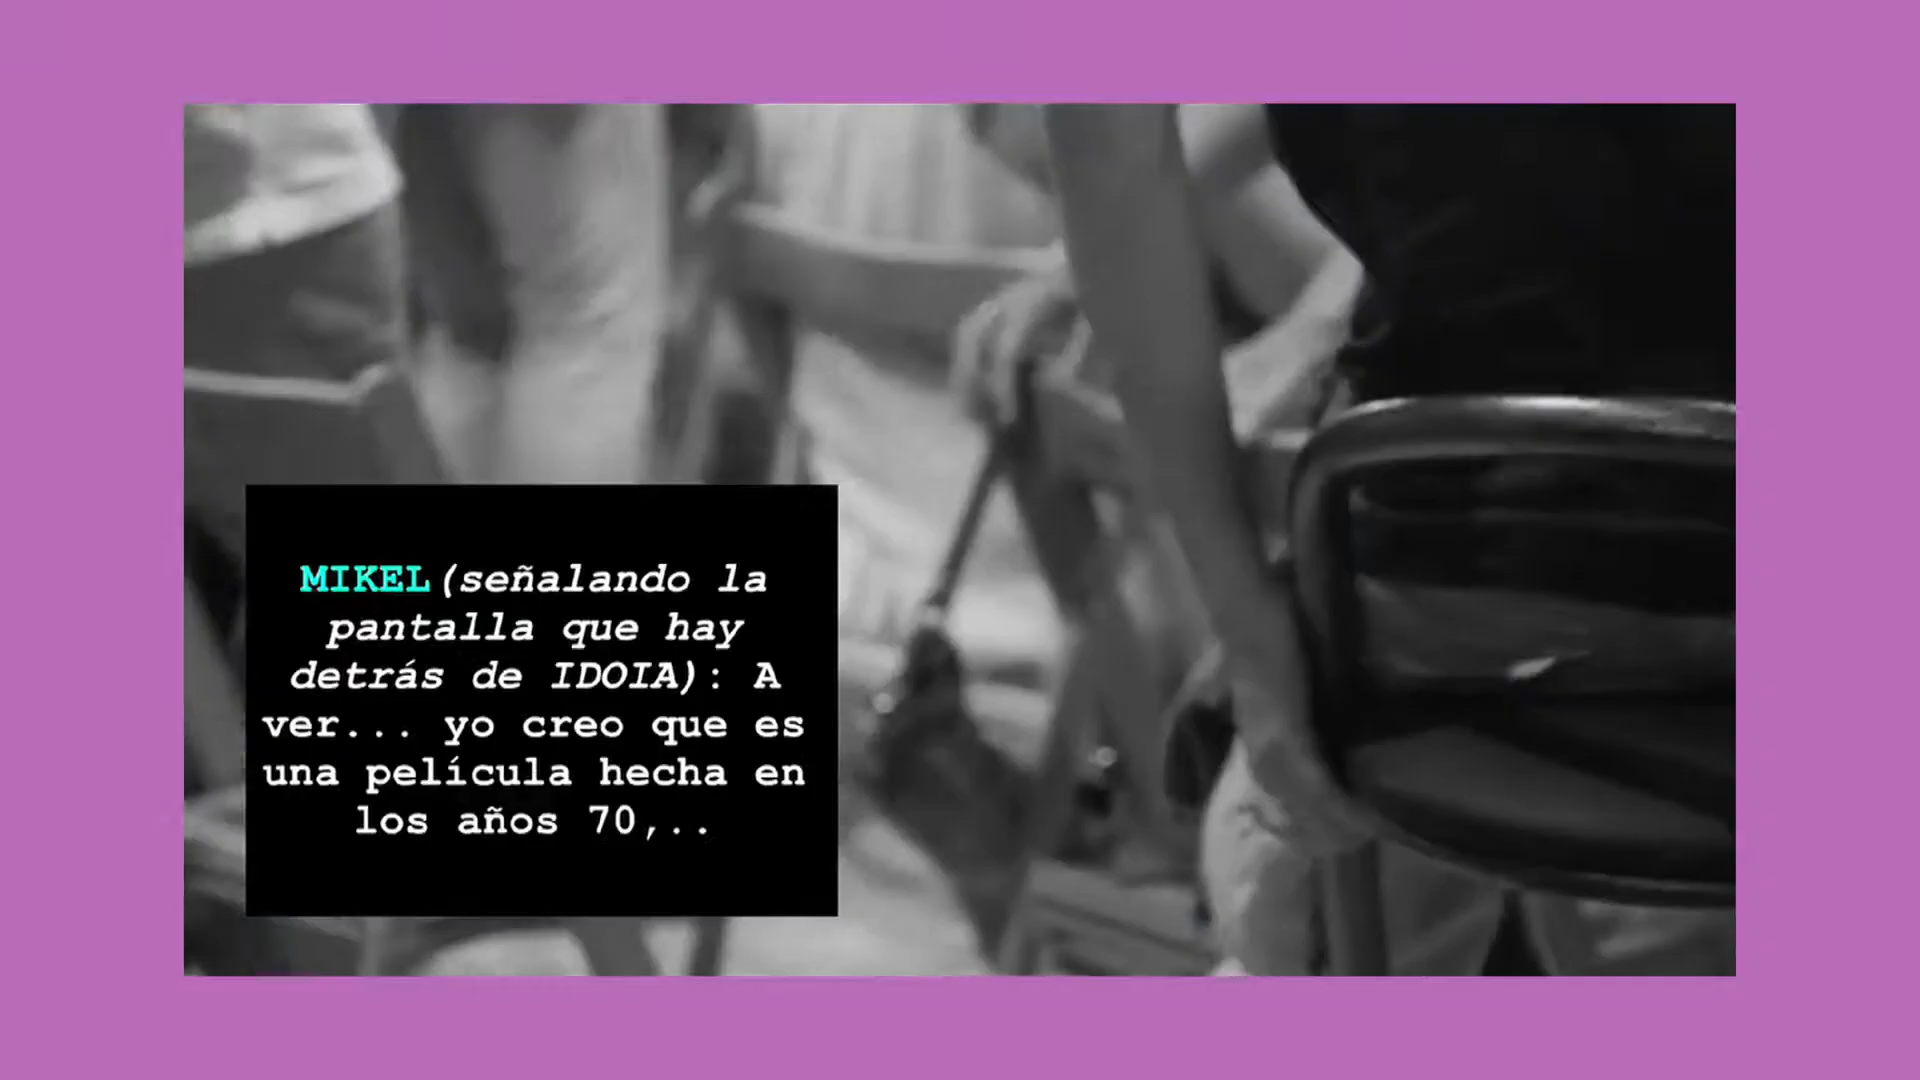 MIKEL(señalando la
pantalla que hay
detrás de IDOIA): A
ver... yo creo que es
una película hecha en
los años 70,..